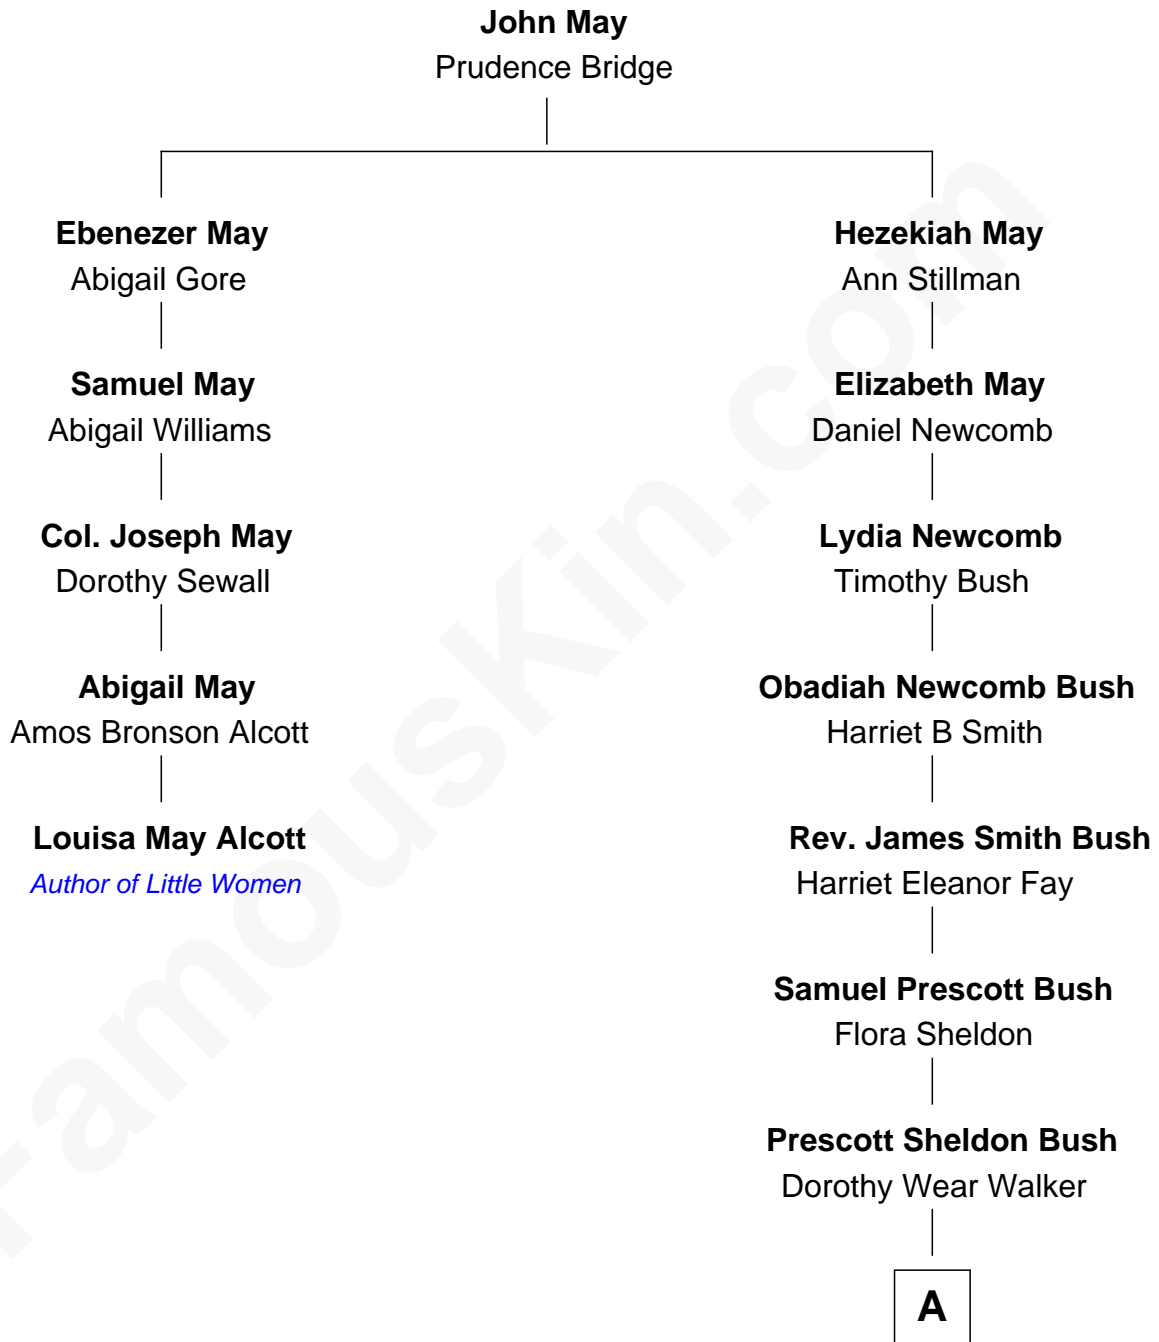 John May
Prudence Bridge
Ebenezer May
Abigail Gore
Hezekiah May
Ann Stillman
Samuel May
Abigail Williams
Elizabeth May
Daniel Newcomb
Col. Joseph May
Dorothy Sewall
Lydia Newcomb
Timothy Bush
Abigail May
Amos Bronson Alcott
Obadiah Newcomb Bush
Harriet B Smith
Louisa May Alcott
Author of Little Women
Rev. James Smith Bush
Harriet Eleanor Fay
Samuel Prescott Bush
Flora Sheldon
Prescott Sheldon Bush
Dorothy Wear Walker
A
FamousKin.com